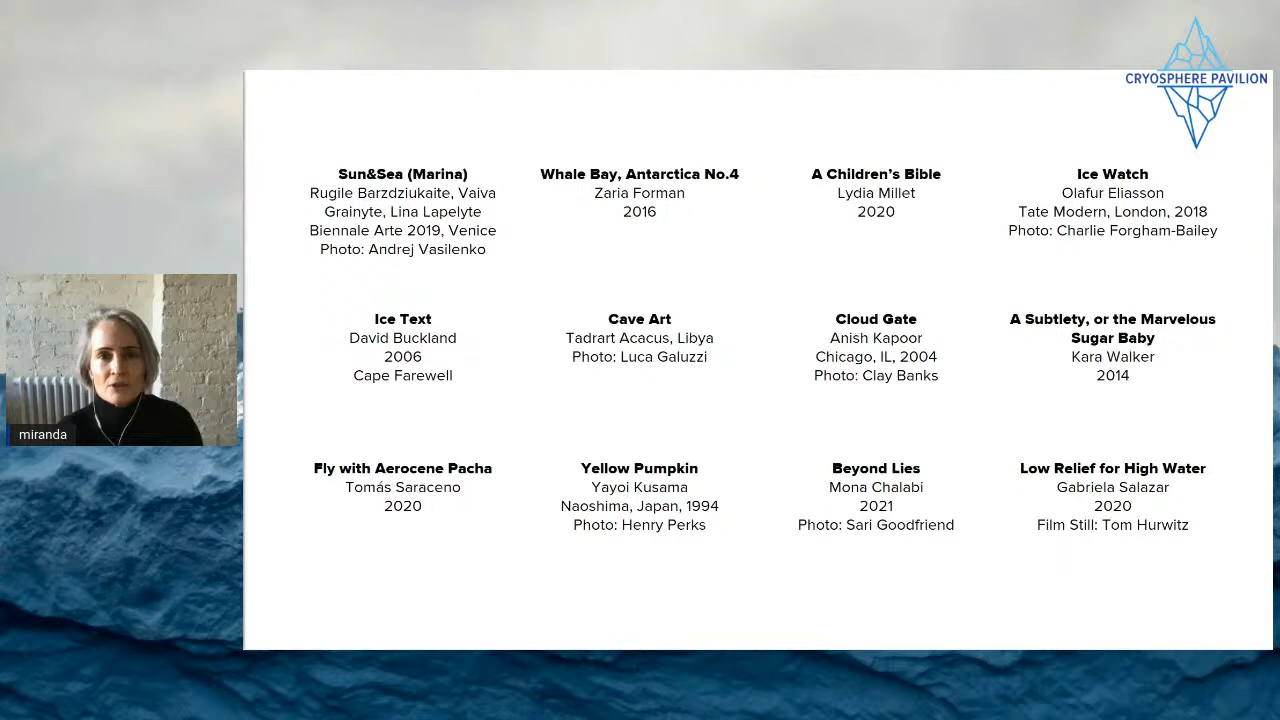 CRYOSPHERE PAVILION
Sun&Sea (Marina)
Rugile Barzdziukaite, Vaiva
Grainyte, Lina Lapelyte
Biennale Arte 2019, Venice
Photo: Andrej Vasilenko
Whale Bay, Antarctica No.4
Zaria Forman
2016
A Children’s Bible
Lydia Millet
2020
Ice Watch
Olafur Eliasson
Tate Modern, London, 2018
Photo: Charlie Forgham-Bailey
Ice Text
David Buckland
2006
Cape Farewell
Cave Art
Tadrart Acacus, Libya
Photo: Luca Galuzzi
Cloud Gate
Anish Kapoor
Chicago, IL, 2004
Photo: Clay Banks
A Subtlety, or the Marvelous
Sugar Baby
Kara Walker
2014
Fly with Aerocene Pacha
Tomás Saraceno
2020
Yellow Pumpkin
Yayoi Kusama
Naoshima, Japan, 1994
Photo: Henry Perks
Beyond Lies
Mona Chalabi
2021
Photo: Sari Goodfriend
Low Relief for High Water
Gabriela Salazar
2020
Film Still: Tom Hurwitz
miranda